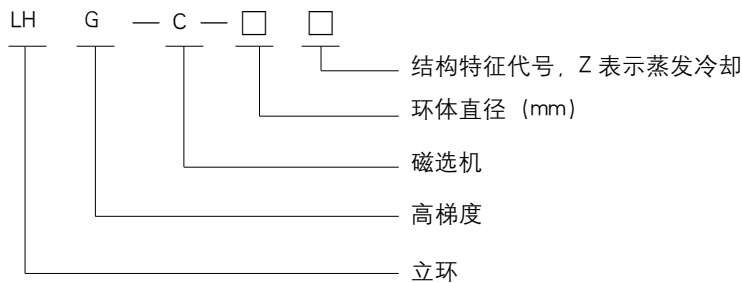 LH G — C — □ □
结构特征代号，Z 表示蒸发冷却
环体直径（mm）
磁选机
高梯度
立环